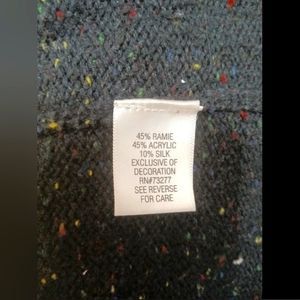 45% RAMIE
45% ACRYLIC
10% SILK
EXCLUSIVE OF
DECORATION
RN#73277
SEE REVERSE
FOR CARE